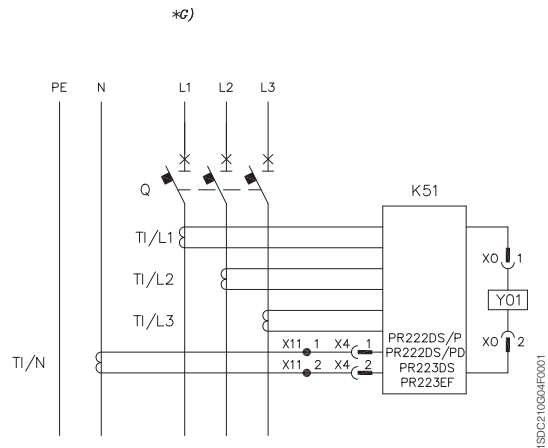 *G)
PE N L1 L2 L3
Q
K51
TI/L1
X0 1
TI/L2
Y01
TI/L3
X0 2
X11 1 X4 1
PR222DS/P
TI/N
X11 2 X4 2
PR222DS/PD
PR223DS
PR223EF
1SDC210G04F0001